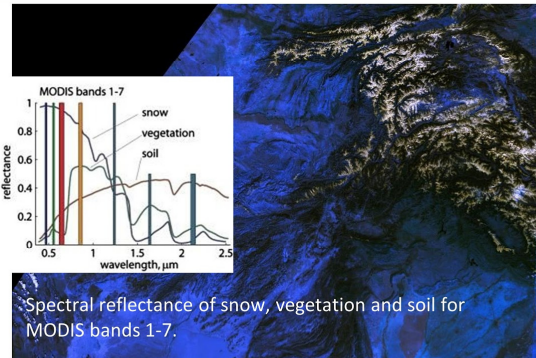 MODIS bands 1-7
snow
vegetation
soil
reflectance
1
0.8
0.6
0.4
0.2
0
0.5 1 1.5 2 2.5
wavelength, μm
Spectral reflectance of snow, vegetation and soil for
MODIS bands 1-7.